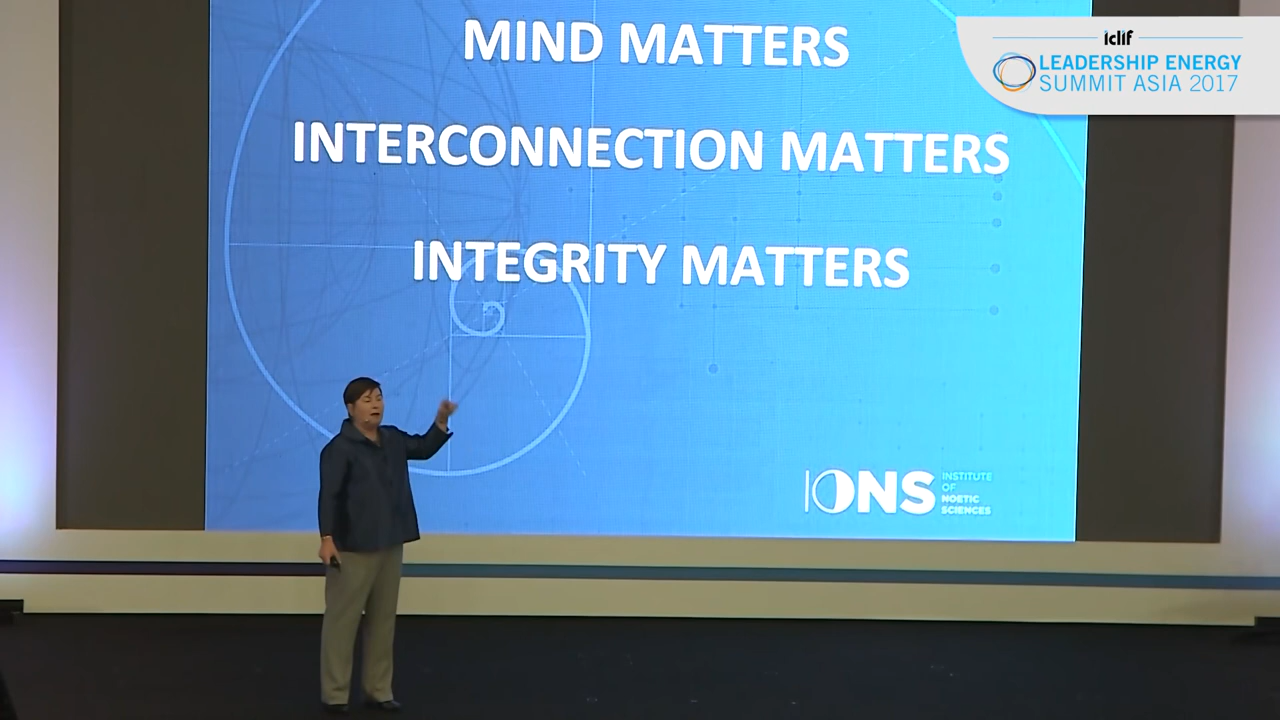 MIND MATTERS
INTERCONNECTION MATTERS
INTEGRITY MATTERS
IONS
INSTITUTE
OF
NOETIC
SCIENCES
iclif
LEADERSHIP ENERGY
SUMMIT ASIA 2017